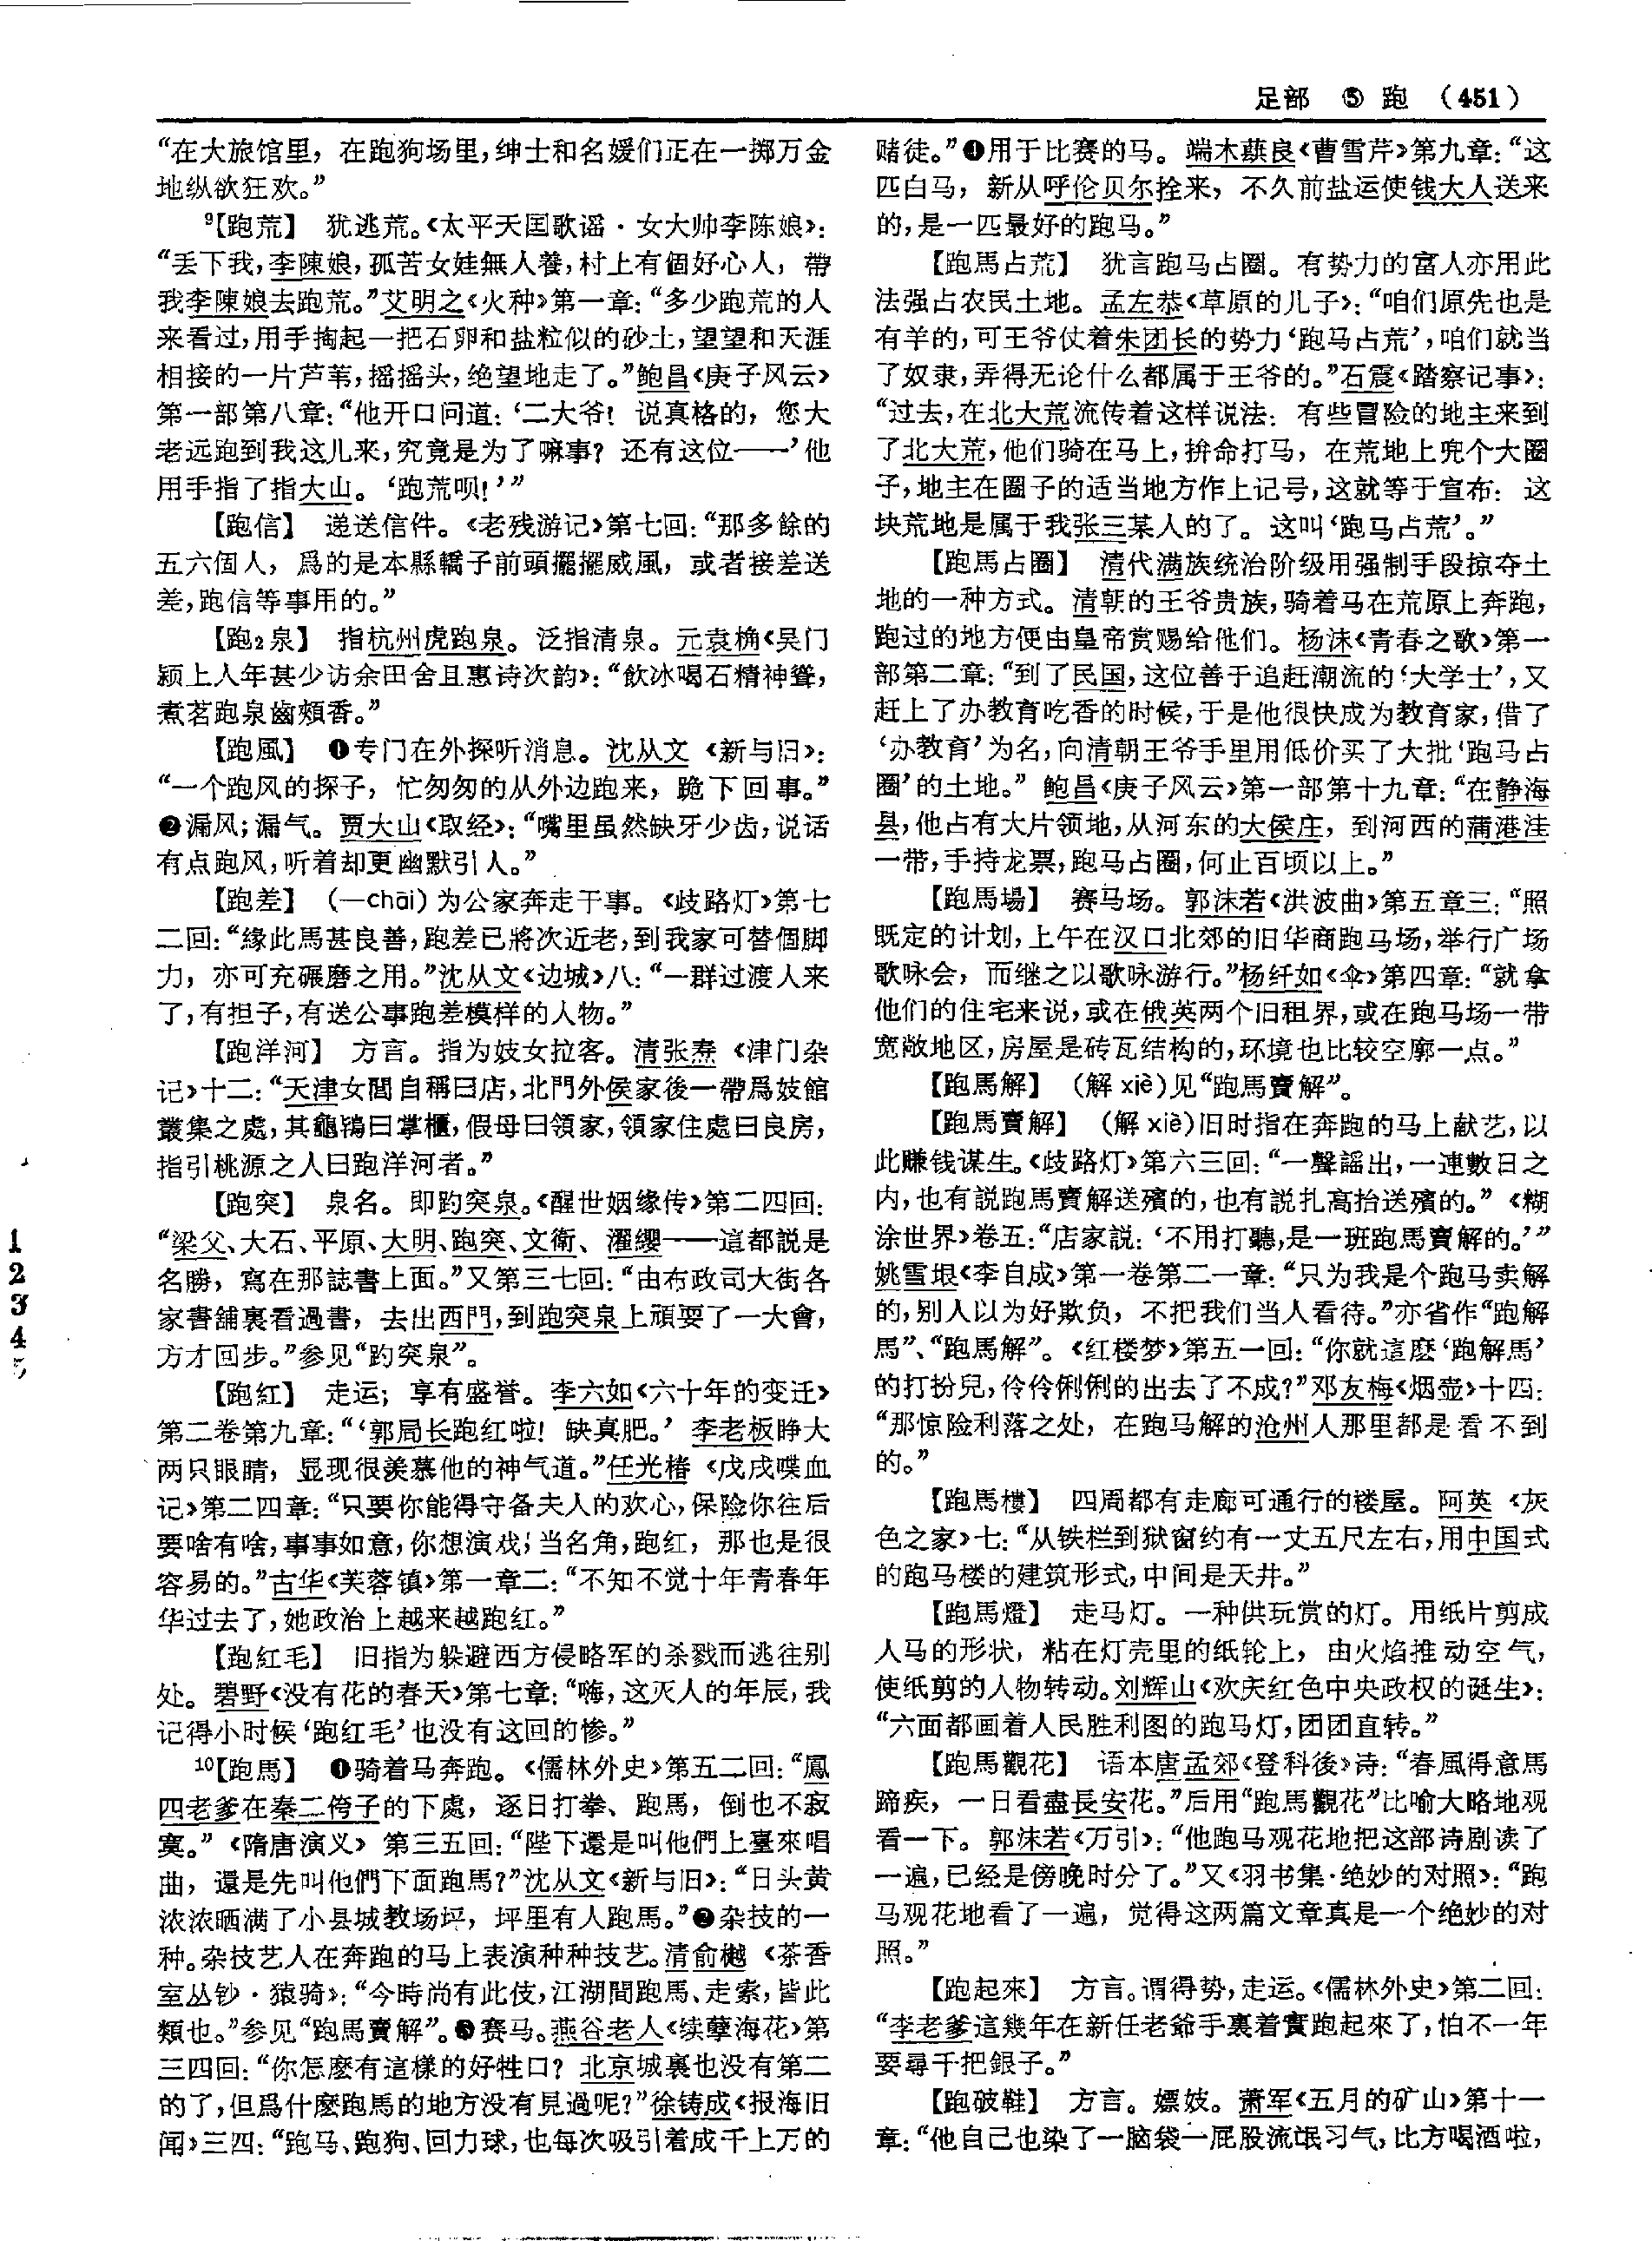 足部 ⑤ 跑 (451)
“在大旅馆里，在跑狗场里，绅士和名媛们正在一掷万金
地纵欲狂欢。”
⁹【跑荒】 犹逃荒。《太平天囯歌谣·女大帅李陈娘》：
“丢下我，李陳娘，孤苦女娃無人養，村上有個好心人，帶
我李陳娘去跑荒。”艾明之《火种》第一章：“多少跑荒的人
来看过，用手掏起一把石卵和盐粒似的砂土，望望和天涯
相接的一片芦苇，摇摇头，绝望地走了。”鲍昌《庚子风云》
第一部第八章：“他开口问道：‘二大爷！说真格的，您大
老远跑到我这儿来，究竟是为了嘛事？还有这位——’他
用手指了指大山。‘跑荒呗！’”
【跑信】 递送信件。《老残游记》第七回：“那多餘的
五六個人，爲的是本縣轎子前頭擺擺威風，或者接差送
差，跑信等事用的。”
【跑₂泉】 指杭州虎跑泉。泛指清泉。元袁桷《吴门
颍上人年甚少访余田舍且惠诗次韵》：“飲冰喝石精神聳，
煮茗跑泉齒頰香。”
【跑風】 ❶专门在外探听消息。沈从文《新与旧》：
“一个跑风的探子，忙匆匆的从外边跑来，跪下回事。”
❷漏风；漏气。贾大山《取经》：“嘴里虽然缺牙少齿，说话
有点跑风，听着却更幽默引人。”
【跑差】 (—chāi) 为公家奔走干事。《歧路灯》第七
二回：“緣此馬甚良善，跑差已將次近老，到我家可替個脚
力，亦可充碾磨之用。”沈从文《边城》八：“一群过渡人来
了，有担子，有送公事跑差模样的人物。”
【跑洋河】 方言。指为妓女拉客。清张焘《津门杂
记》十二：“天津女閭自稱曰店，北門外侯家後一帶爲妓館
叢集之處，其龜鴇曰掌櫃，假母曰領家，領家住處曰良房，
指引桃源之人曰跑洋河者。”
【跑突】 泉名。即趵突泉。《醒世姻缘传》第二四回：
“梁父、大石、平原、大明、跑突、文衛、濯纓——這都説是
名勝，寫在那誌書上面。”又第三七回：“由布政司大街各
家書舖裏看過書，去出西門，到跑突泉上頑耍了一大會，
方才回步。”参见“趵突泉”。
【跑红】 走运；享有盛誉。李六如《六十年的变迁》
第二卷第九章：“‘郭局长跑红啦！缺真肥。’李老板睁大
两只眼睛，显现很羡慕他的神气道。”任光椿《戊戌喋血
记》第二四章：“只要你能得守备夫人的欢心，保险你往后
要啥有啥，事事如意，你想演戏；当名角，跑红，那也是很
容易的。”古华《芙蓉镇》第一章二：“不知不觉十年青春年
华过去了，她政治上越来越跑红。”
【跑紅毛】 旧指为躲避西方侵略军的杀戮而逃往别
处。碧野《没有花的春天》第七章：“嗨，这灭人的年辰，我
记得小时候‘跑红毛’也没有这回的惨。”
¹⁰【跑馬】 ❶骑着马奔跑。《儒林外史》第五二回：“鳳
四老爹在秦二侉子的下處，逐日打拳、跑馬，倒也不寂
寞。”《隋唐演义》第三五回：“陛下還是叫他們上臺來唱
曲，還是先叫他們下面跑馬？”沈从文《新与旧》：“日头黄
浓浓晒满了小县城教场坪，坪里有人跑馬。”❷杂技的一
种。杂技艺人在奔跑的马上表演种种技艺。清俞樾《茶香
室丛钞·猿骑》：“今時尚有此伎，江湖間跑馬、走索，皆此
類也。”参见“跑馬賣解”。❸赛马。燕谷老人《续孽海花》第
三四回：“你怎麽有這樣的好牲口？北京城裏也没有第二
的了，但爲什麽跑馬的地方没有見過呢？”徐铸成《报海旧
闻》三四：“跑马、跑狗、回力球，也每次吸引着成千上万的
赌徒。”❹用于比赛的马。端木蕻良《曹雪芹》第九章：“这
匹白马，新从呼伦贝尔拴来，不久前盐运使钱大人送来
的，是一匹最好的跑马。”
【跑馬占荒】 犹言跑马占圈。有势力的富人亦用此
法强占农民土地。孟左恭《草原的儿子》：“咱们原先也是
有羊的，可王爷仗着朱团长的势力‘跑马占荒’，咱们就当
了奴隶，弄得无论什么都属于王爷的。”石震《踏察记事》：
“过去，在北大荒流传着这样说法：有些冒险的地主来到
了北大荒，他们骑在马上，拚命打马，在荒地上兜个大圈
子，地主在圈子的适当地方作上记号，这就等于宣布：这
块荒地是属于我张三某人的了。这叫‘跑马占荒’。”
【跑馬占圈】 清代满族统治阶级用强制手段掠夺土
地的一种方式。清朝的王爷贵族，骑着马在荒原上奔跑，
跑过的地方便由皇帝赏赐给他们。杨沫《青春之歌》第一
部第二章：“到了民国，这位善于追赶潮流的‘大学士’，又
赶上了办教育吃香的时候，于是他很快成为教育家，借了
‘办教育’为名，向清朝王爷手里用低价买了大批‘跑马占
圈’的土地。”鲍昌《庚子风云》第一部第十九章：“在静海
县，他占有大片领地，从河东的大侯庄，到河西的蒲港洼
一带，手持龙票，跑马占圈，何止百顷以上。”
【跑馬場】 赛马场。郭沫若《洪波曲》第五章三：“照
既定的计划，上午在汉口北郊的旧华商跑马场，举行广场
歌咏会，而继之以歌咏游行。”杨纤如《伞》第四章：“就拿
他们的住宅来说，或在俄英两个旧租界，或在跑马场一带
宽敞地区，房屋是砖瓦结构的，环境也比较空廓一点。”
【跑馬解】 (解 xiè)见“跑馬賣解”。
【跑馬賣解】 (解 xiè)旧时指在奔跑的马上献艺，以
此赚钱谋生。《歧路灯》第六三回：“一聲謡出，一連數日之
内，也有説跑馬賣解送殯的，也有説扎高抬送殯的。”《糊
涂世界》卷五：“店家説：‘不用打聽，是一班跑馬賣解的。’”
姚雪垠《李自成》第一卷第二一章：“只为我是个跑马卖解
的，别人以为好欺负，不把我们当人看待。”亦省作“跑解
馬”、“跑馬解”。《红楼梦》第五一回：“你就這麽‘跑解馬’
的打扮兒，伶伶俐俐的出去了不成？”邓友梅《烟壶》十四：
“那惊险利落之处，在跑马解的沧州人那里都是看不到
的。”
【跑馬樓】 四周都有走廊可通行的楼屋。阿英《灰
色之家》七：“从铁栏到狱窗约有一丈五尺左右，用中国式
的跑马楼的建筑形式，中间是天井。”
【跑馬燈】 走马灯。一种供玩赏的灯。用纸片剪成
人马的形状，粘在灯壳里的纸轮上，由火焰推动空气，
使纸剪的人物转动。刘辉山《欢庆红色中央政权的诞生》：
“六面都画着人民胜利图的跑马灯，团团直转。”
【跑馬觀花】 语本唐孟郊《登科後》诗：“春風得意馬
蹄疾，一日看盡長安花。”后用“跑馬觀花”比喻大略地观
看一下。郭沫若《万引》：“他跑马观花地把这部诗剧读了
一遍，已经是傍晚时分了。”又《羽书集·绝妙的对照》：“跑
马观花地看了一遍，觉得这两篇文章真是一个绝妙的对
照。”
【跑起來】 方言。谓得势，走运。《儒林外史》第二回：
“李老爹這幾年在新任老爺手裏着實跑起來了，怕不一年
要尋千把銀子。”
【跑破鞋】 方言。嫖妓。萧军《五月的矿山》第十一
章：“他自己也染了一脑袋一屁股流氓习气，比方喝酒啦，
1
2
3
4
5